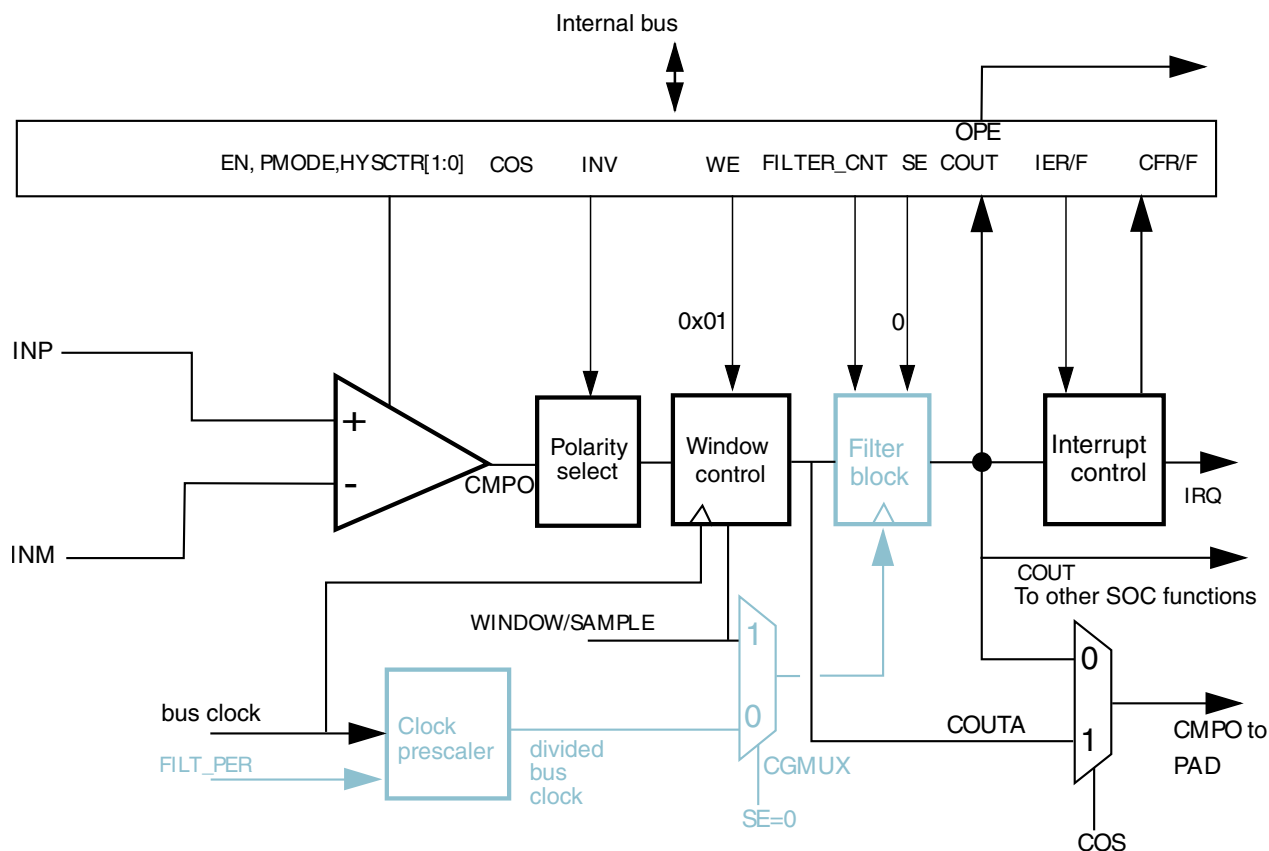 Internal bus
OPE
EN, PMODE,HYSCTR[1:0] COS INV WE FILTER_CNT SE COUT IER/F CFR/F
0x01
0
INP
+
Polarity
select
Window
control
Filter
block
Interrupt
control
-
CMPO
IRQ
INM
COUT
To other SOC functions
WINDOW/SAMPLE
1
0
bus clock
Clock
prescaler
0
COUTA
1
CMPO to
PAD
FILT_PER
divided
bus
clock
CGMUX
SE=0
COS